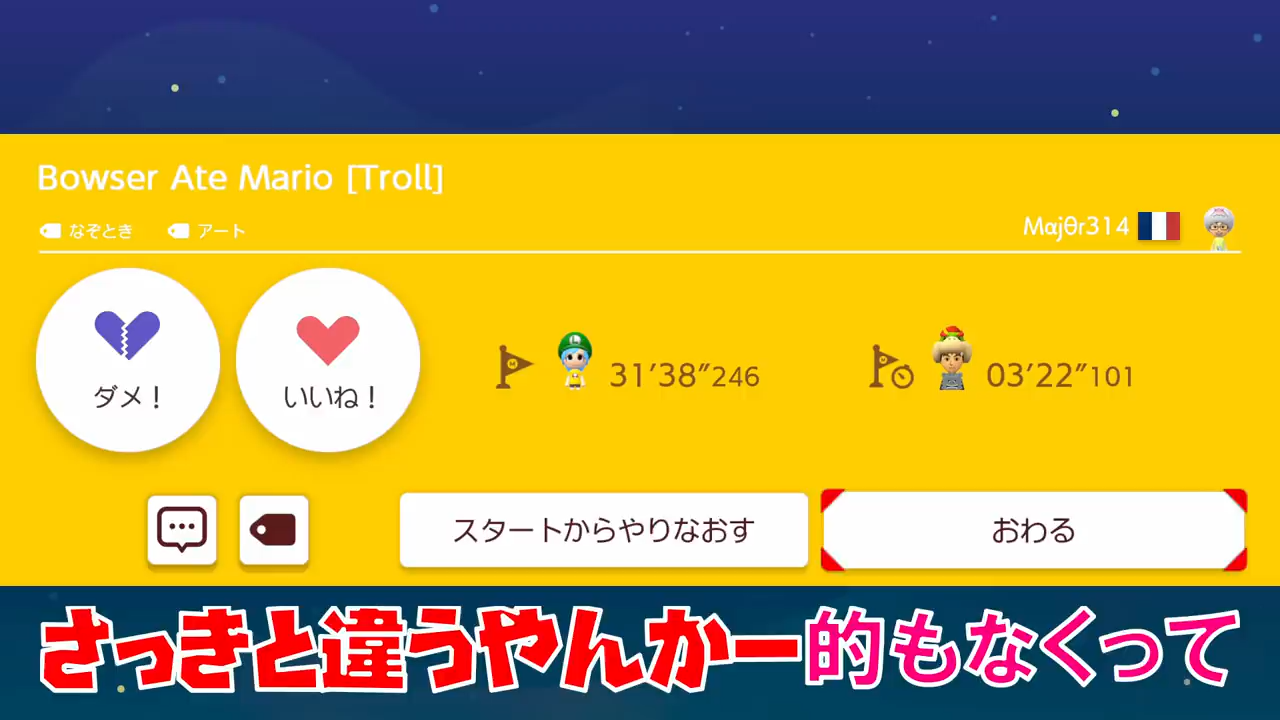 Bowser Ate Mario [Troll]
なぞとき アート
Mαjθr314
ダメ！ いいね！
31′38″246 03′22″101
スタートからやりなおす おわる
さっきと違うやんかー的もなくって